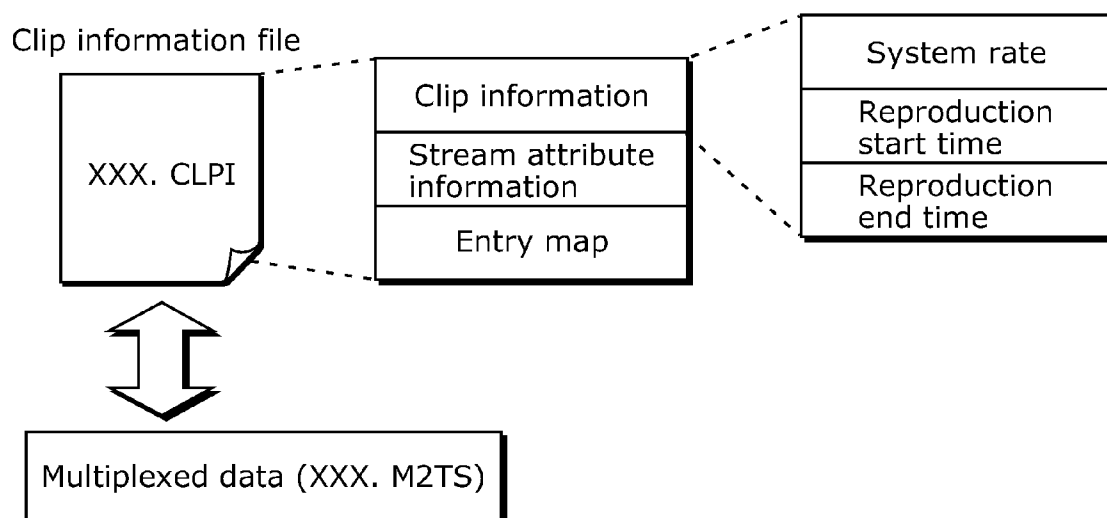 Clip information file
XXX. CLPI
Clip information
Stream attribute
information
Entry map
System rate
Reproduction
start time
Reproduction
end time
Multiplexed data (XXX. M2TS)